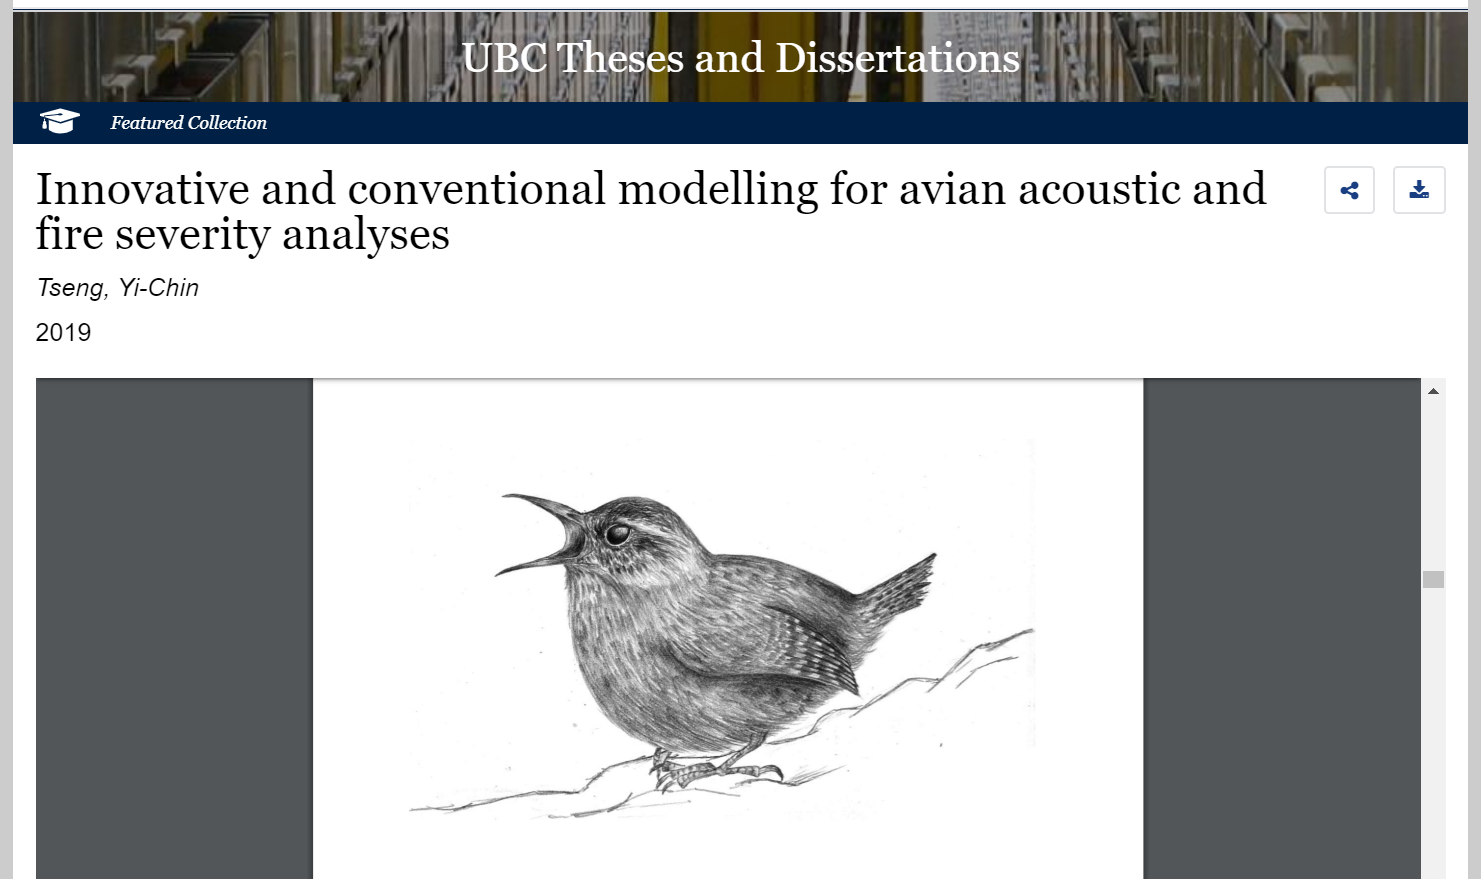 UBC Theses and Dissertations
Featured Collection
Innovative and conventional modelling for avian acoustic and
fire severity analyses
Tseng, Yi-Chin
2019